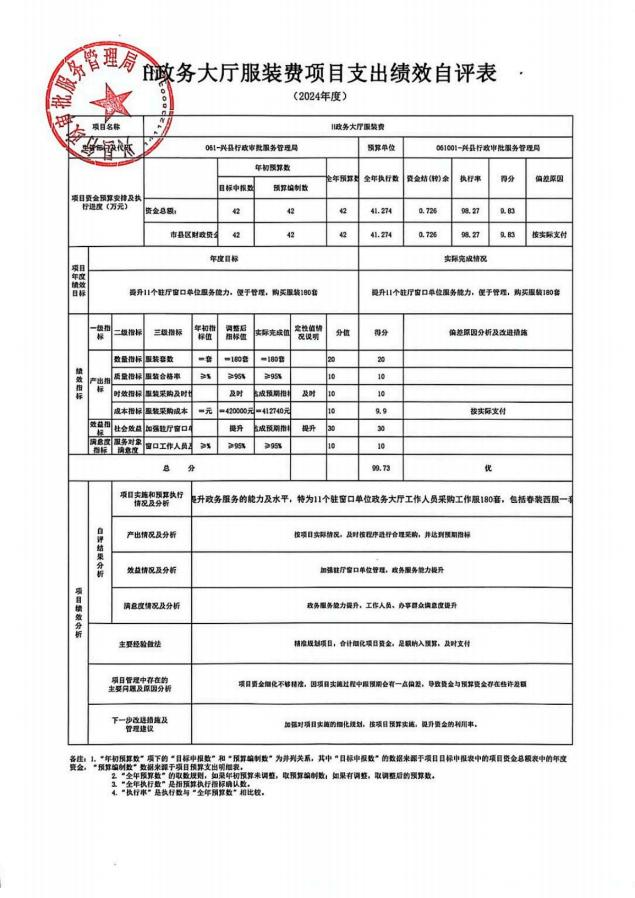 H政务大厅服装费项目支出绩效自评表
（2024年度）
项目名称 H政务大厅服装费
061-兴县行政审批服务管理局 预算单位 061001-兴县行政审批服务管理局
项目资金预算安排及执行进度（万元） 年初预算数 全年预算数 全年执行数 资金结(转)余 执行率 得分 偏差原因
目标申报数 预算编制数
资金总额： 42 42 42 41.274 0.726 98.27 9.83
市县区财政资金 42 42 42 41.274 0.726 98.27 9.83 按实际支付
项目年度绩效目标 年度目标 实际完成情况
提升11个驻厅窗口单位服务能力，便于管理，购买服装180套 提升11个驻厅窗口单位服务能力，便于管理，购买服装180套
绩效指标 一级指标 二级指标 三级指标 年初指标值 调整后指标值 实际完成值 定性值情况说明 分值 得分 偏差原因分析及改进措施
产出指标 数量指标 服装套数 ＝套 ＝180套 ＝180套 20 20
质量指标 服装合格率 ≥% ≥95% ≥95% 10 10
时效指标 服装采购及时性 及时 达成预期指标 及时 10 10
成本指标 服装采购成本 ＝元 ＝420000元 ＝412740元 10 9.9 按实际支付
效益指标 社会效益 加强驻厅窗口单 提升 达成预期指标 提升 30 30
满意度指标 服务对象满意度 窗口工作人员及 ≥% ≥95% ≥95% 10 10
总 分 99.73 优
项目绩效分析 自评结果分析 项目实施和预算执行情况及分析 提升政务服务的能力及水平，特为11个驻窗口单位政务大厅工作人员采购工作服180套，包括春装西服一套
产出情况及分析 按项目实际情况，及时按程序进行合理采购，并达到预期指标
效益情况及分析 加强驻厅窗口单位管理，政务服务能力提升
满意度情况及分析 政务服务能力提升，工作人员、办事群众满意度提升
主要经验做法 精准规划项目，合计细化项目资金，足额纳入预算，及时支付
项目管理中存在的主要问题及原因分析 项目资金细化不够精准，因项目实施过程中跟预期会有一点偏差，导致资金与预算资金存在些许差额
下一步改进措施及管理建议 加强对项目实施的细化规划，按项目预算实施，提升资金的利用率。
备注：1.“年初预算数”项下的“目标申报数”和“预算编制数”为并列关系，其中“目标申报数”的数据来源于项目目标申报表中的项目资金总额表中的年度
资金，“预算编制数”数据来源于项目预算支出明细表。
2.“全年预算数”的取数规则，如果年初预算未调整，取预算编制数；如果有调整，取调整后的预算数。
3.“全年执行数”是指预算执行指标确认数。
4.“执行率”是执行数与“全年预算数”相比较。